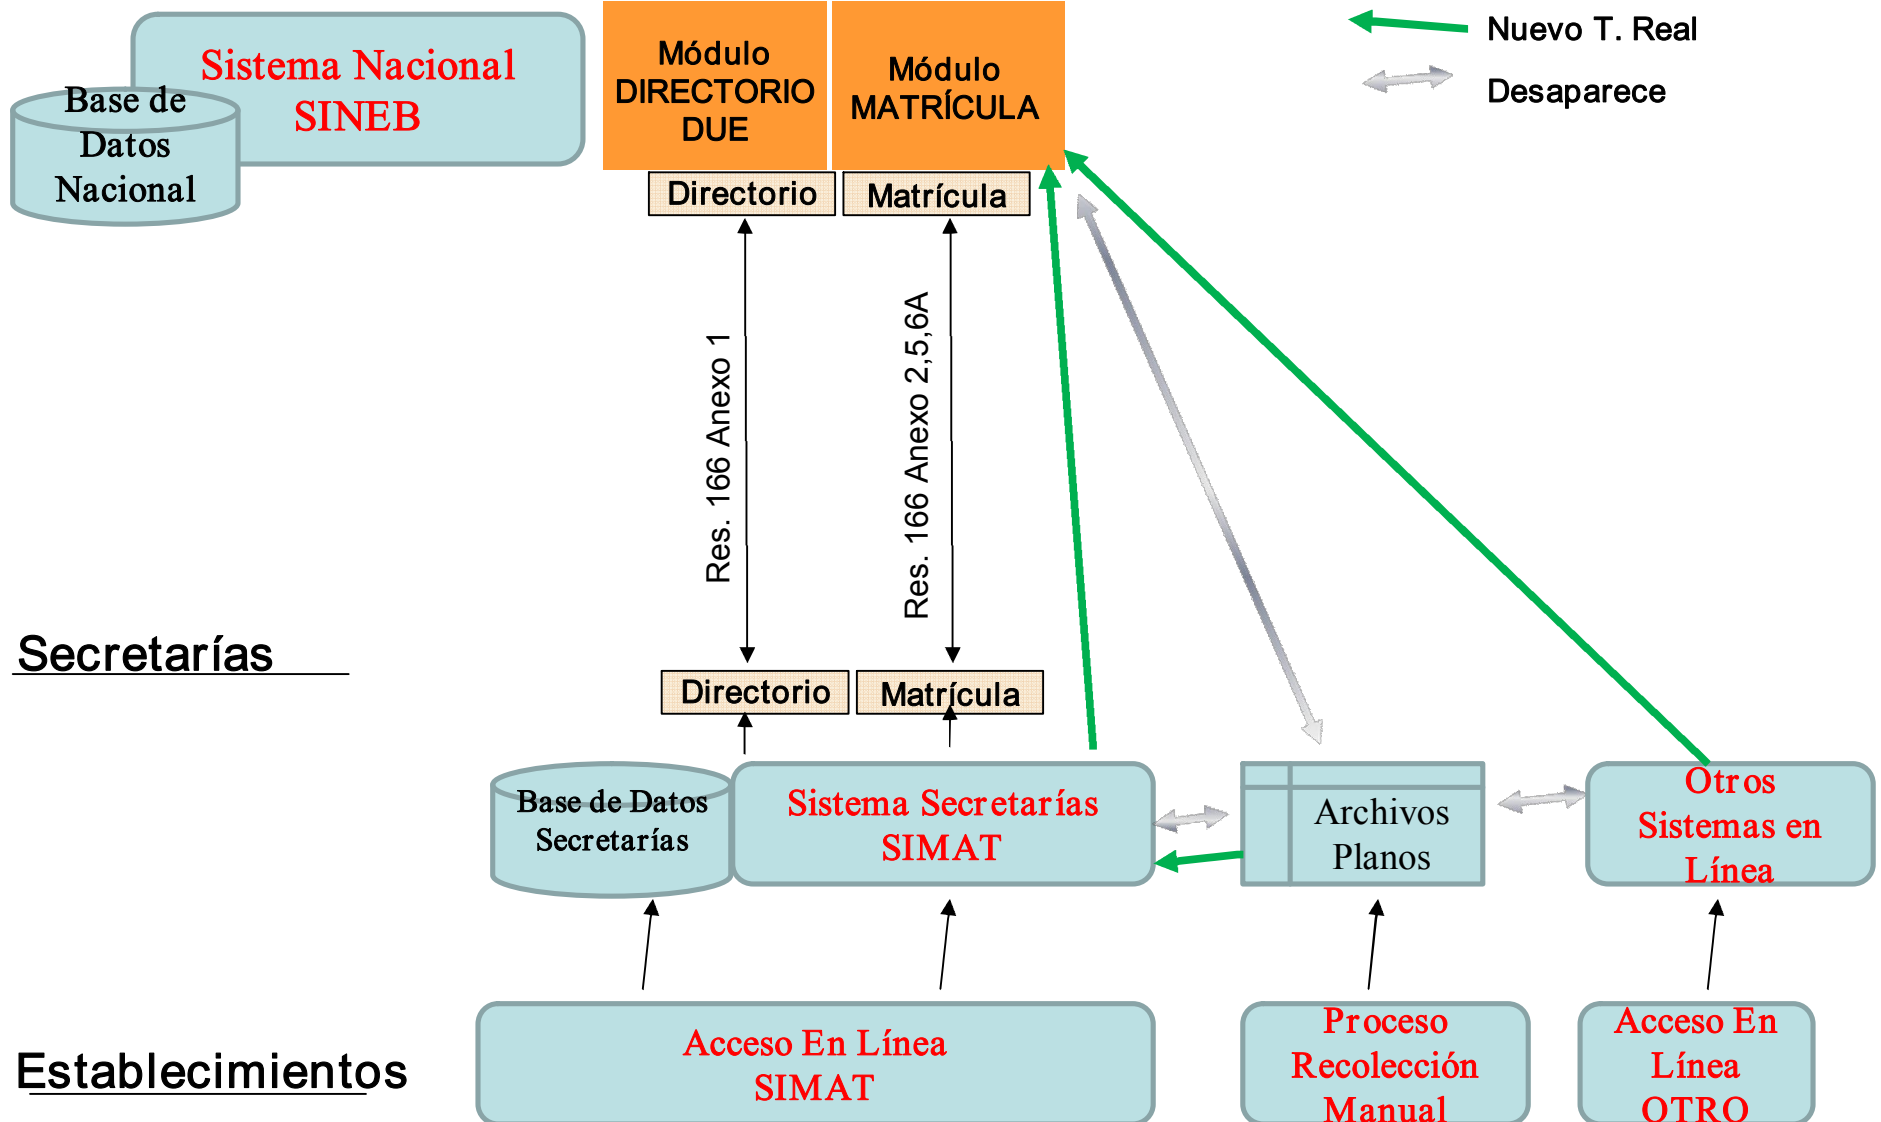 Sistema Nacional
SINEB
Base de
Datos
Nacional
Módulo
DIRECTORIO
DUE
Módulo
MATRÍCULA
Nuevo T. Real
Desaparece
Directorio
Matrícula
Res. 166 Anexo 1
Res. 166 Anexo 2,5,6A
Secretarías
Directorio
Matrícula
Base de Datos
Secretarías
Sistema Secretarías
SIMAT
Archivos
Planos
Otros
Sistemas en
Línea
Establecimientos
Acceso En Línea
SIMAT
Proceso
Recolección
Manual
Acceso En
Línea
OTRO